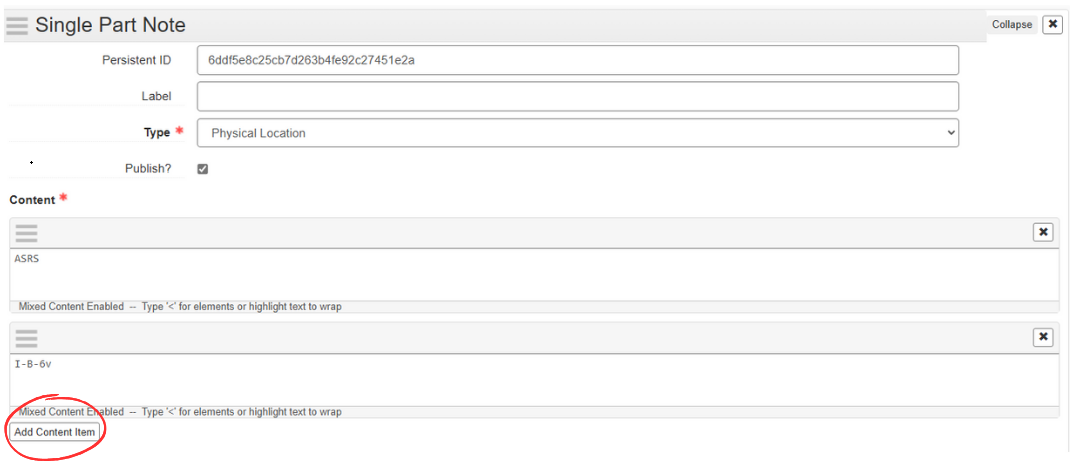 Single Part Note
Collapse
Persistent ID 6ddf5e8c25cb7d263b4fe92c27451e2a
Label
Type * Physical Location
Publish?
Content *
ASRS
Mixed Content Enabled -- Type '<' for elements or highlight text to wrap
I-B-6v
Mixed Content Enabled -- Type '<' for elements or highlight text to wrap
Add Content Item